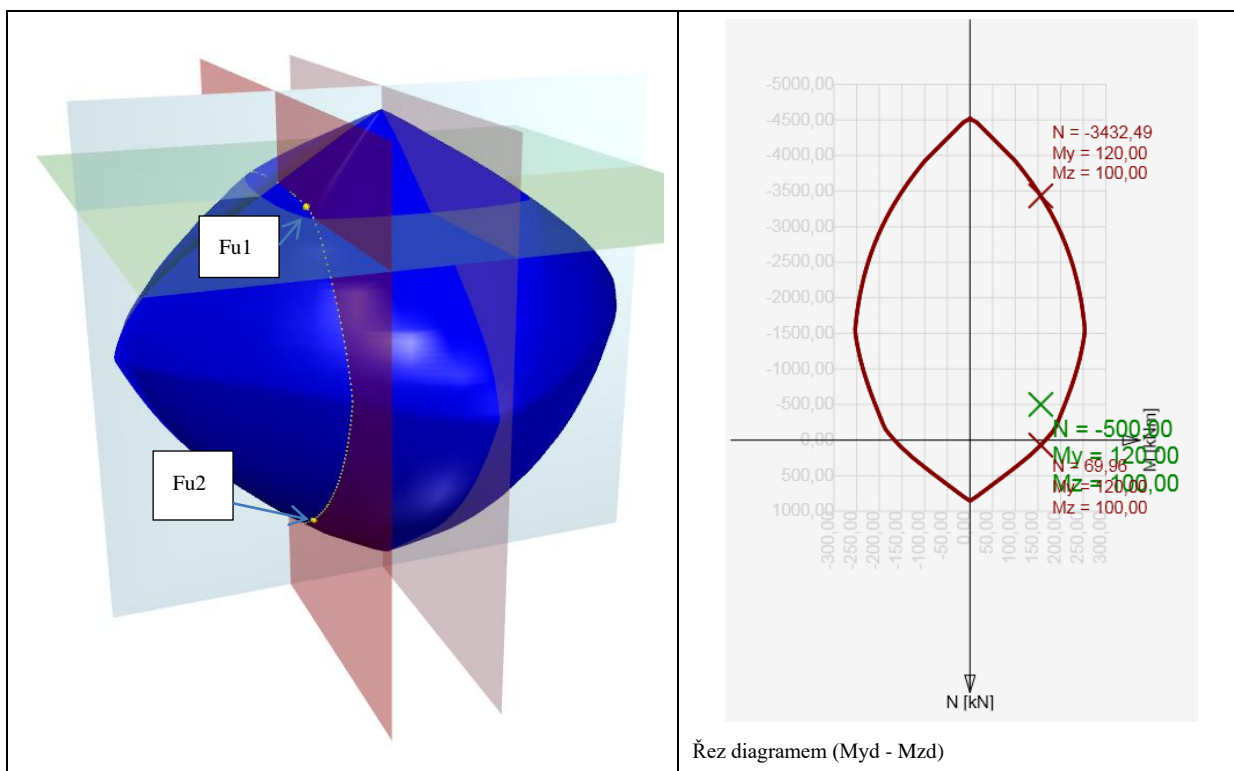 Fu1
Fu2
-5000,00
-4500,00
-4000,00
-3500,00
-3000,00
-2500,00
-2000,00
-1500,00
-1000,00
-500,00
0,00
500,00
1000,00
-300,00
-250,00
-200,00
-150,00
-100,00
-50,00
0,00
50,00
100,00
150,00
200,00
250,00
300,00
N = -3432,49
My = 120,00
Mz = 100,00
N = -500,00
My = 120,00
Mz = 100,00
N = 69,96
My = 120,00
Mz = 100,00
N [kN]
Řez diagramem (Myd - Mzd)